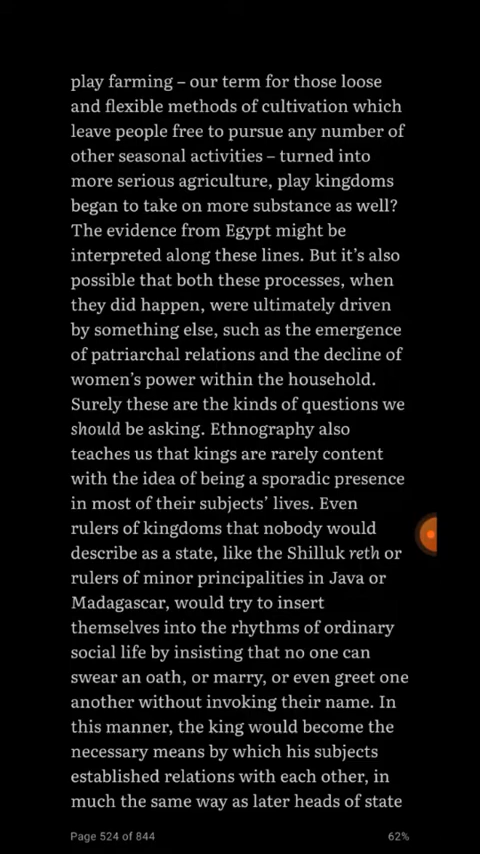 play farming – our term for those loose
and flexible methods of cultivation which
leave people free to pursue any number of
other seasonal activities – turned into
more serious agriculture, play kingdoms
began to take on more substance as well?
The evidence from Egypt might be
interpreted along these lines. But it’s also
possible that both these processes, when
they did happen, were ultimately driven
by something else, such as the emergence
of patriarchal relations and the decline of
women’s power within the household.
Surely these are the kinds of questions we
should be asking. Ethnography also
teaches us that kings are rarely content
with the idea of being a sporadic presence
in most of their subjects’ lives. Even
rulers of kingdoms that nobody would
describe as a state, like the Shilluk reth or
rulers of minor principalities in Java or
Madagascar, would try to insert
themselves into the rhythms of ordinary
social life by insisting that no one can
swear an oath, or marry, or even greet one
another without invoking their name. In
this manner, the king would become the
necessary means by which his subjects
established relations with each other, in
much the same way as later heads of state
Page 524 of 844 62%